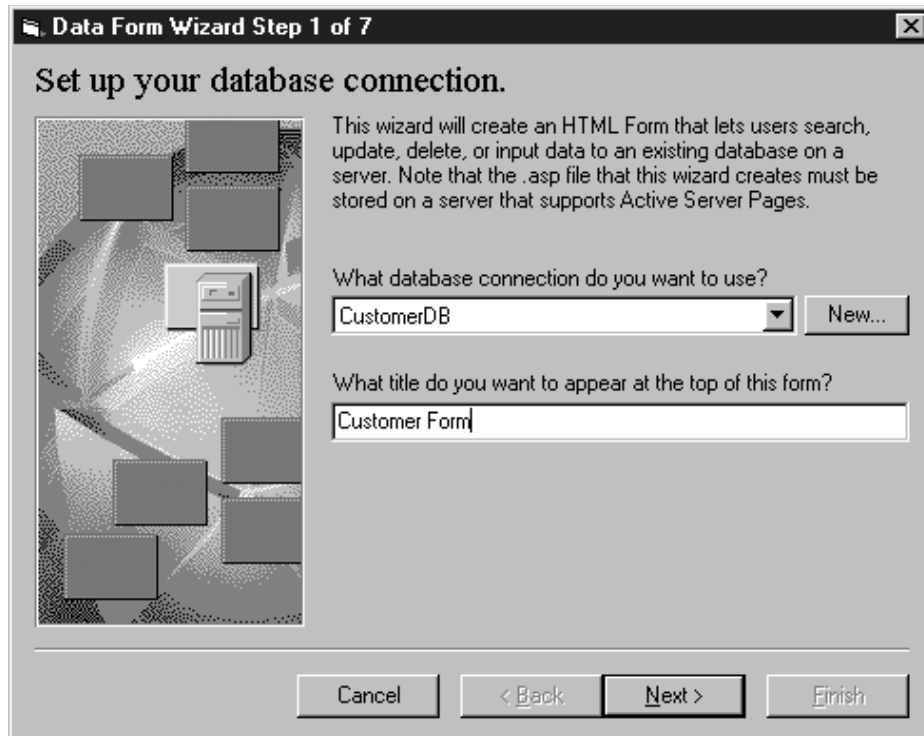 Data Form Wizard Step 1 of 7
Set up your database connection.
This wizard will create an HTML Form that lets users search,
update, delete, or input data to an existing database on a
server. Note that the .asp file that this wizard creates must be
stored on a server that supports Active Server Pages.
What database connection do you want to use?
CustomerDB
New...
What title do you want to appear at the top of this form?
Customer Form
Cancel
< Back
Next >
Finish